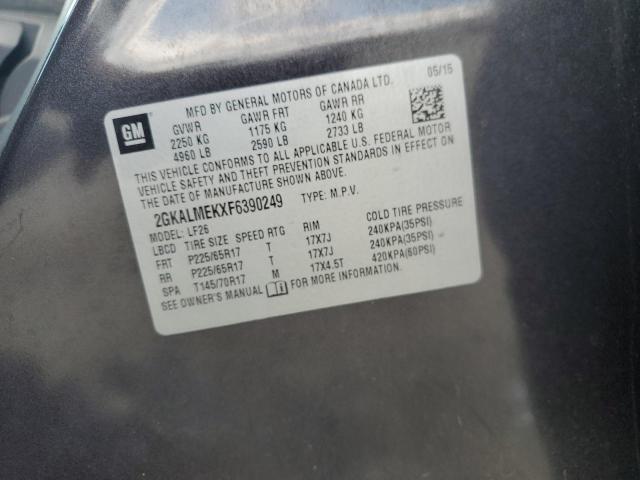 GM
MFD BY GENERAL MOTORS OF CANADA LTD. 05/15
GVWR GAWR FRT GAWR RR
2250 KG 1175 KG 1240 KG
4960 LB 2590 LB 2733 LB
THIS VEHICLE CONFORMS TO ALL APPLICABLE U.S. FEDERAL MOTOR
VEHICLE SAFETY AND THEFT PREVENTION STANDARDS IN EFFECT ON
THE DATE OF MANUFACTURE SHOWN ABOVE.
2GKALMEKXF6390249 TYPE: M.P.V.
MODEL: LF26
LBCD TIRE SIZE SPEED RTG RIM COLD TIRE PRESSURE
FRT P225/65R17 T 17X7J 240KPA(35PSI)
RR P225/65R17 T 17X7J 240KPA(35PSI)
SPA T145/70R17 M 17X4.5T 420KPA(60PSI)
SEE OWNER'S MANUAL FOR MORE INFORMATION